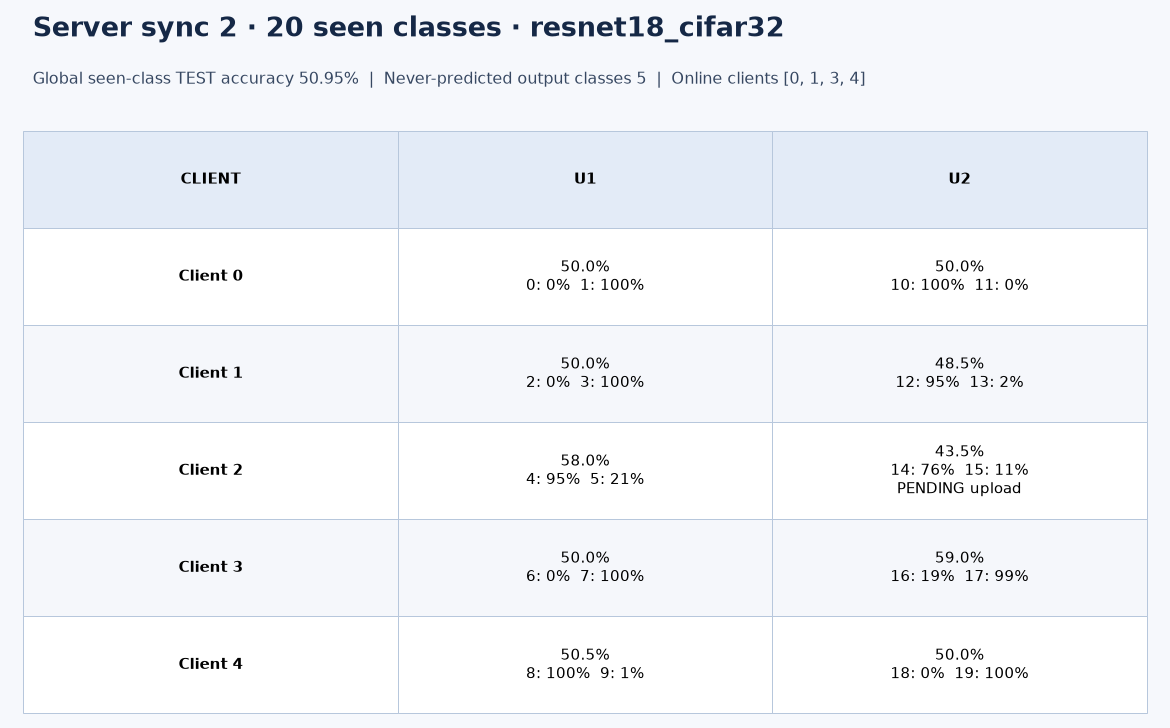 Server sync 2 · 20 seen classes · resnet18_cifar32
Global seen-class TEST accuracy 50.95% | Never-predicted output classes 5 | Online clients [0, 1, 3, 4]
CLIENT U1 U2
Client 0
50.0%
0: 0% 1: 100%
50.0%
10: 100% 11: 0%
Client 1
50.0%
2: 0% 3: 100%
48.5%
12: 95% 13: 2%
Client 2
58.0%
4: 95% 5: 21%
43.5%
14: 76% 15: 11%
PENDING upload
Client 3
50.0%
6: 0% 7: 100%
59.0%
16: 19% 17: 99%
Client 4
50.5%
8: 100% 9: 1%
50.0%
18: 0% 19: 100%